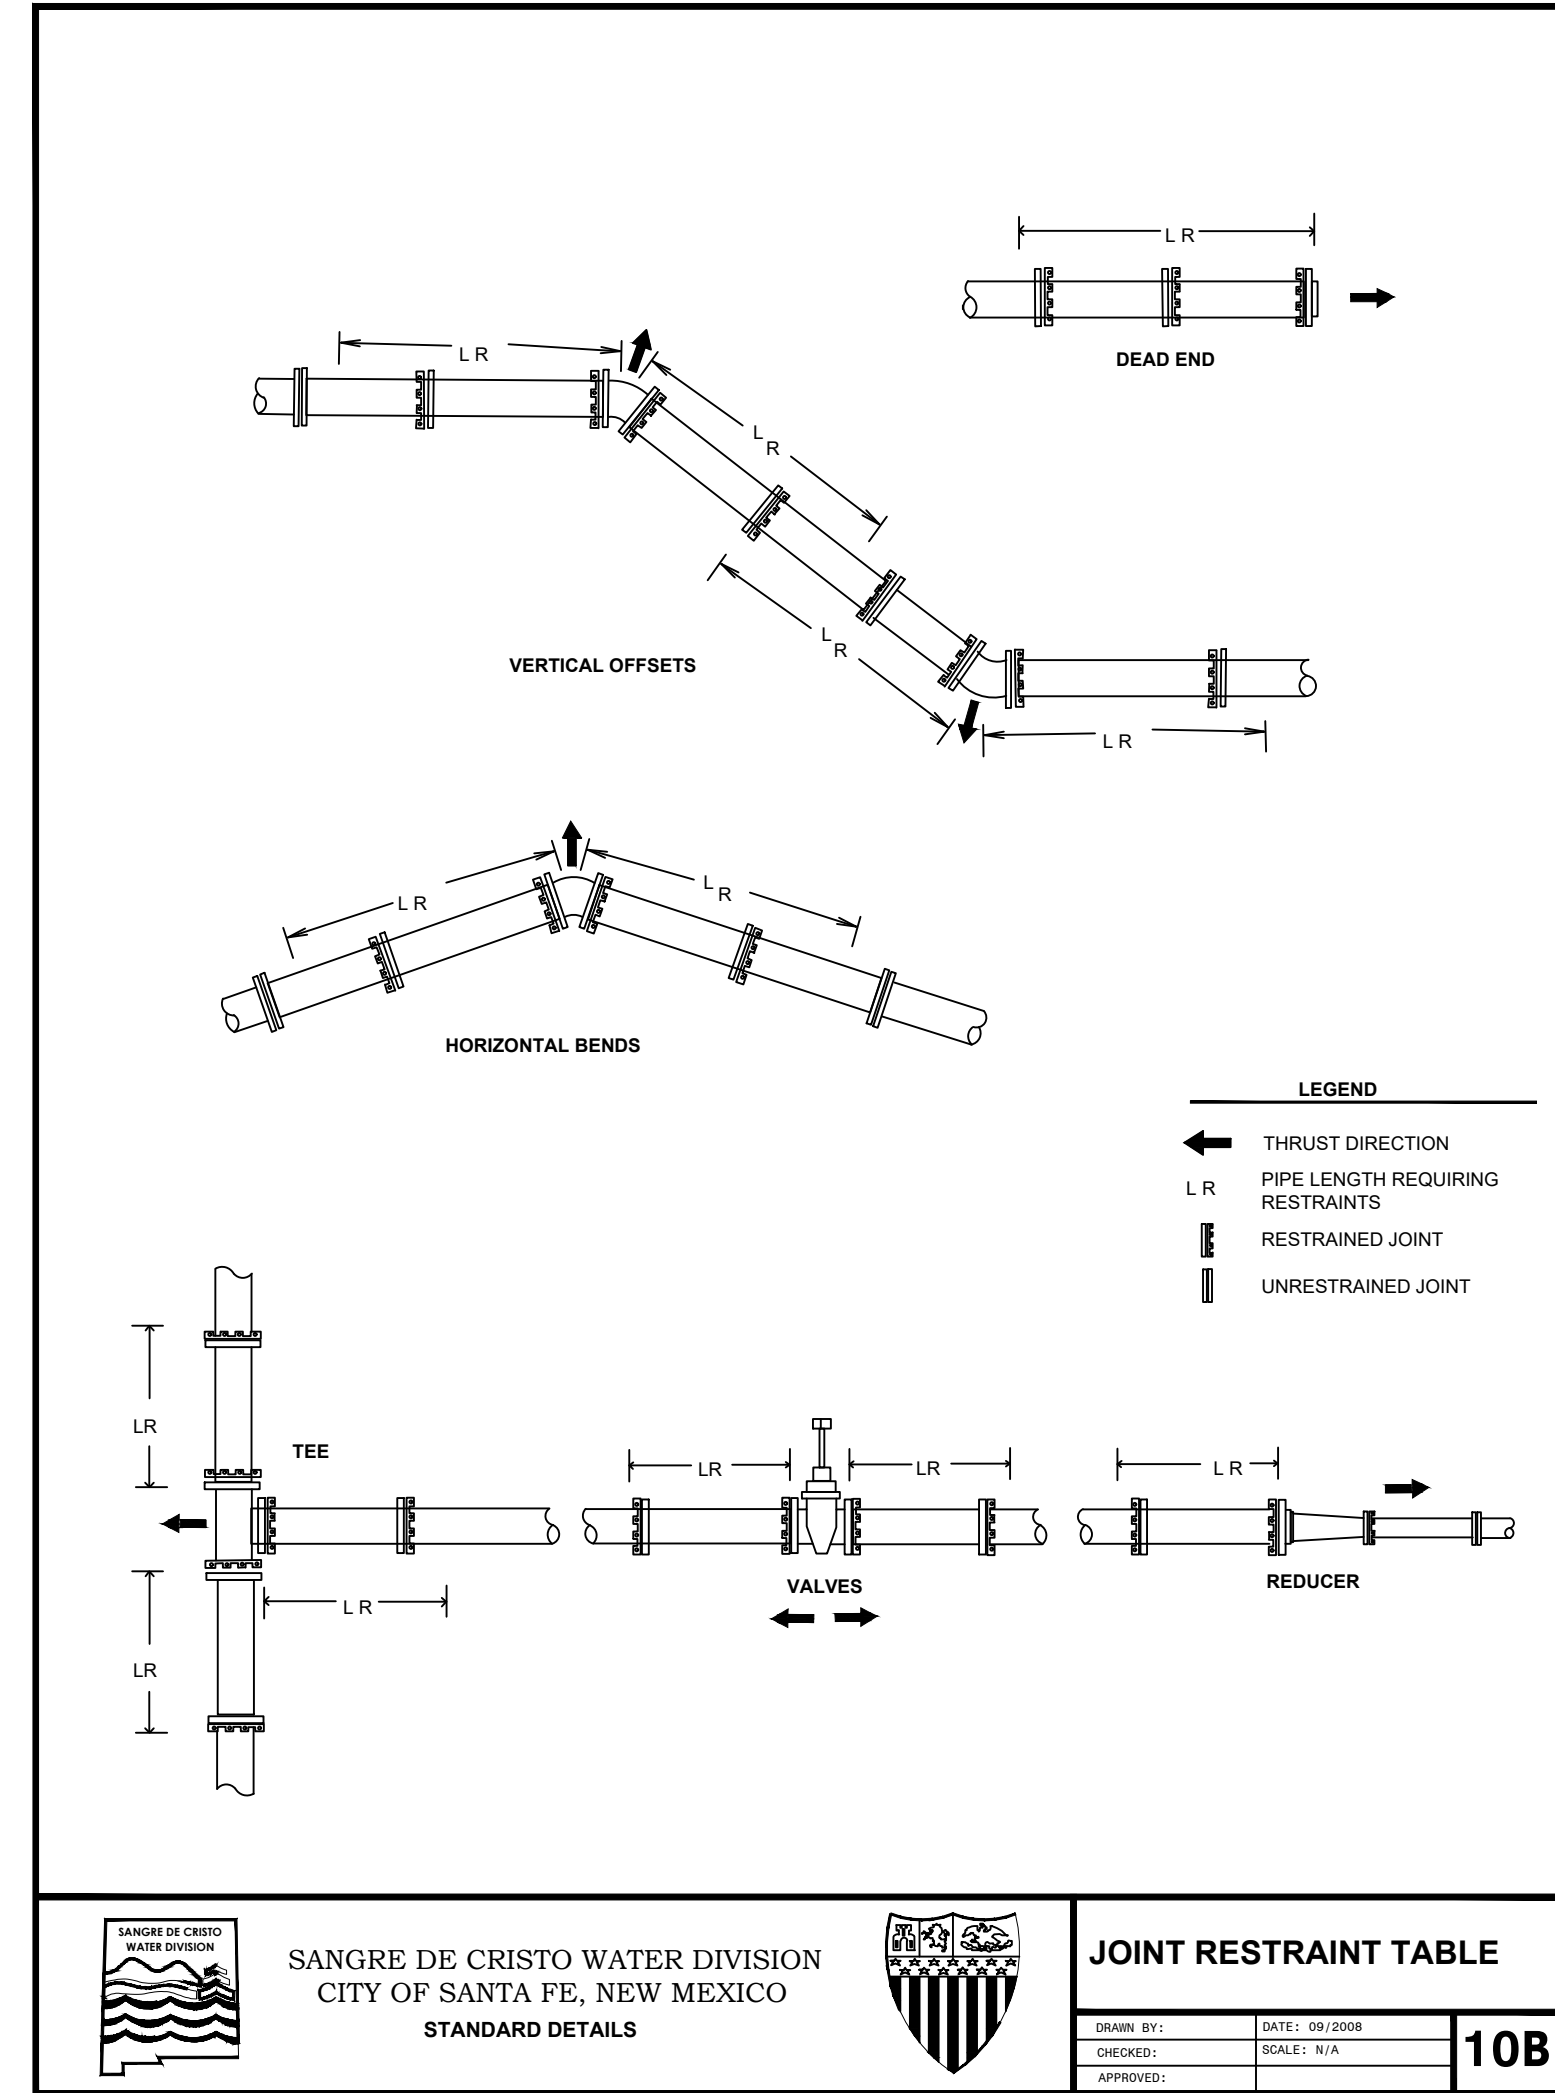 L R
DEAD END
L R
L
R
L
R
VERTICAL OFFSETS
L R
L R
L
R
HORIZONTAL BENDS
LEGEND
THRUST DIRECTION
L R
PIPE LENGTH REQUIRING
RESTRAINTS
RESTRAINED JOINT
UNRESTRAINED JOINT
LR
TEE
L R
LR
LR
LR
VALVES
L R
REDUCER
SANGRE DE CRISTO
WATER DIVISION
SANGRE DE CRISTO WATER DIVISION
CITY OF SANTA FE, NEW MEXICO
STANDARD DETAILS
JOINT RESTRAINT TABLE
DRAWN BY:
DATE: 09/2008
CHECKED:
SCALE: N/A
APPROVED:
10B